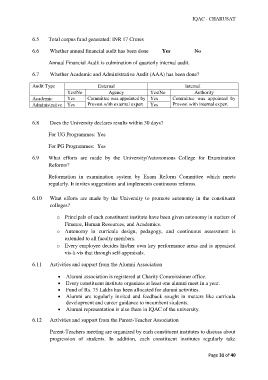 IQAC - CHARUSAT
6.5 Total corpus fund generated: INR 17 Crores
6.6 Whether annual financial audit has been done Yes No
Annual Financial Audit is culmination of quarterly internal audit.
6.7 Whether Academic and Administrative Audit (AAA) has been done?
Audit Type External Internal
Yes/No Agency Yes/No Authority
Academic Yes Committee was appointed by Yes Committee was appointed by
Administrative Yes Provost with external expert. Yes Provost with internal expert.
6.8 Does the University declares results within 30 days?
For UG Programmes: Yes
For PG Programmes: Yes
6.9 What efforts are made by the University/Autonomous College for Examination
Reforms?
Reformation in examination system by Exam Reform Committee which meets
regularly. It invites suggestions and implements continuous reforms.
6.10 What efforts are made by the University to promote autonomy in the constituent
colleges?
o Principals of each constituent institute have been given autonomy in matters of
Finance, Human Resources, and Academics.
o Autonomy in curricula design, pedagogy, and continuous assessment is
extended to all faculty members.
o Every employee decides his/her own key performance areas and is appraised
vis-à-vis that through self-appraisals.
6.11 Activities and support from the Alumni Association
• Alumni association is registered at Charity Commissioner office.
• Every constituent institute organizes at least one alumni meet in a year.
• Fund of Rs. 75 Lakhs has been allocated for alumni activities.
• Alumni are regularly invited and feedback sought in matters like curricula
development and career guidance to incumbent students.
• Alumni representation is also there in IQAC of the university.
6.12 Activities and support from the Parent-Teacher Association
Parent-Teachers meeting are organized by each constituent institutes to discuss about
progression of students. In addition, each constituent institutes regularly take
Page 31 of 40